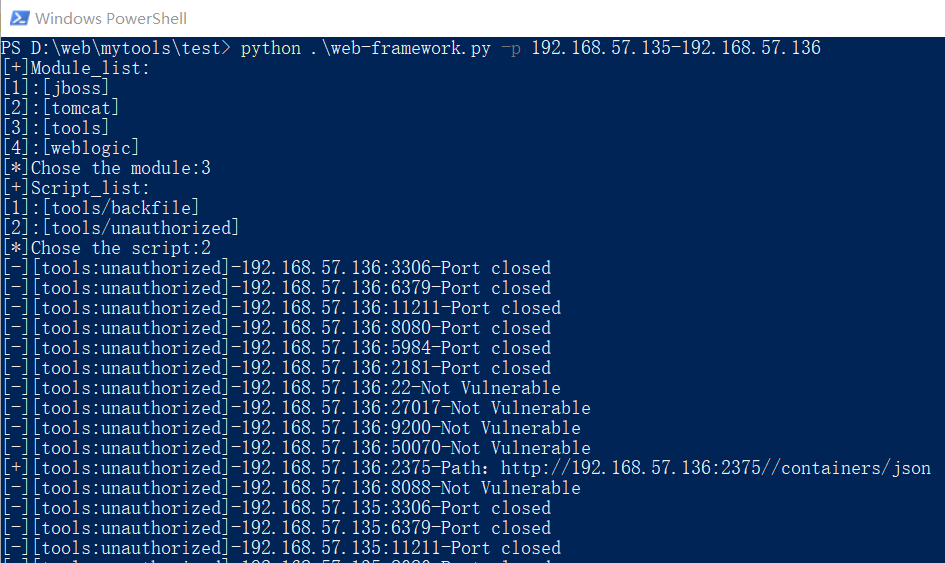 Windows PowerShell
PS D:\web\mytools\test> python .\web-framework.py -p 192.168.57.135-192.168.57.136
[+]Module_list:
[1]:[jboss]
[2]:[tomcat]
[3]:[tools]
[4]:[weblogic]
[*]Chose the module:3
[+]Script_list:
[1]:[tools/backfile]
[2]:[tools/unauthorized]
[*]Chose the script:2
[-][tools:unauthorized]-192.168.57.136:3306-Port closed
[-][tools:unauthorized]-192.168.57.136:6379-Port closed
[-][tools:unauthorized]-192.168.57.136:11211-Port closed
[-][tools:unauthorized]-192.168.57.136:8080-Port closed
[-][tools:unauthorized]-192.168.57.136:5984-Port closed
[-][tools:unauthorized]-192.168.57.136:2181-Port closed
[-][tools:unauthorized]-192.168.57.136:22-Not Vulnerable
[-][tools:unauthorized]-192.168.57.136:27017-Not Vulnerable
[-][tools:unauthorized]-192.168.57.136:9200-Not Vulnerable
[-][tools:unauthorized]-192.168.57.136:50070-Not Vulnerable
[+][tools:unauthorized]-192.168.57.136:2375-Path：http://192.168.57.136:2375//containers/json
[-][tools:unauthorized]-192.168.57.136:8088-Not Vulnerable
[-][tools:unauthorized]-192.168.57.135:3306-Port closed
[-][tools:unauthorized]-192.168.57.135:6379-Port closed
[-][tools:unauthorized]-192.168.57.135:11211-Port closed